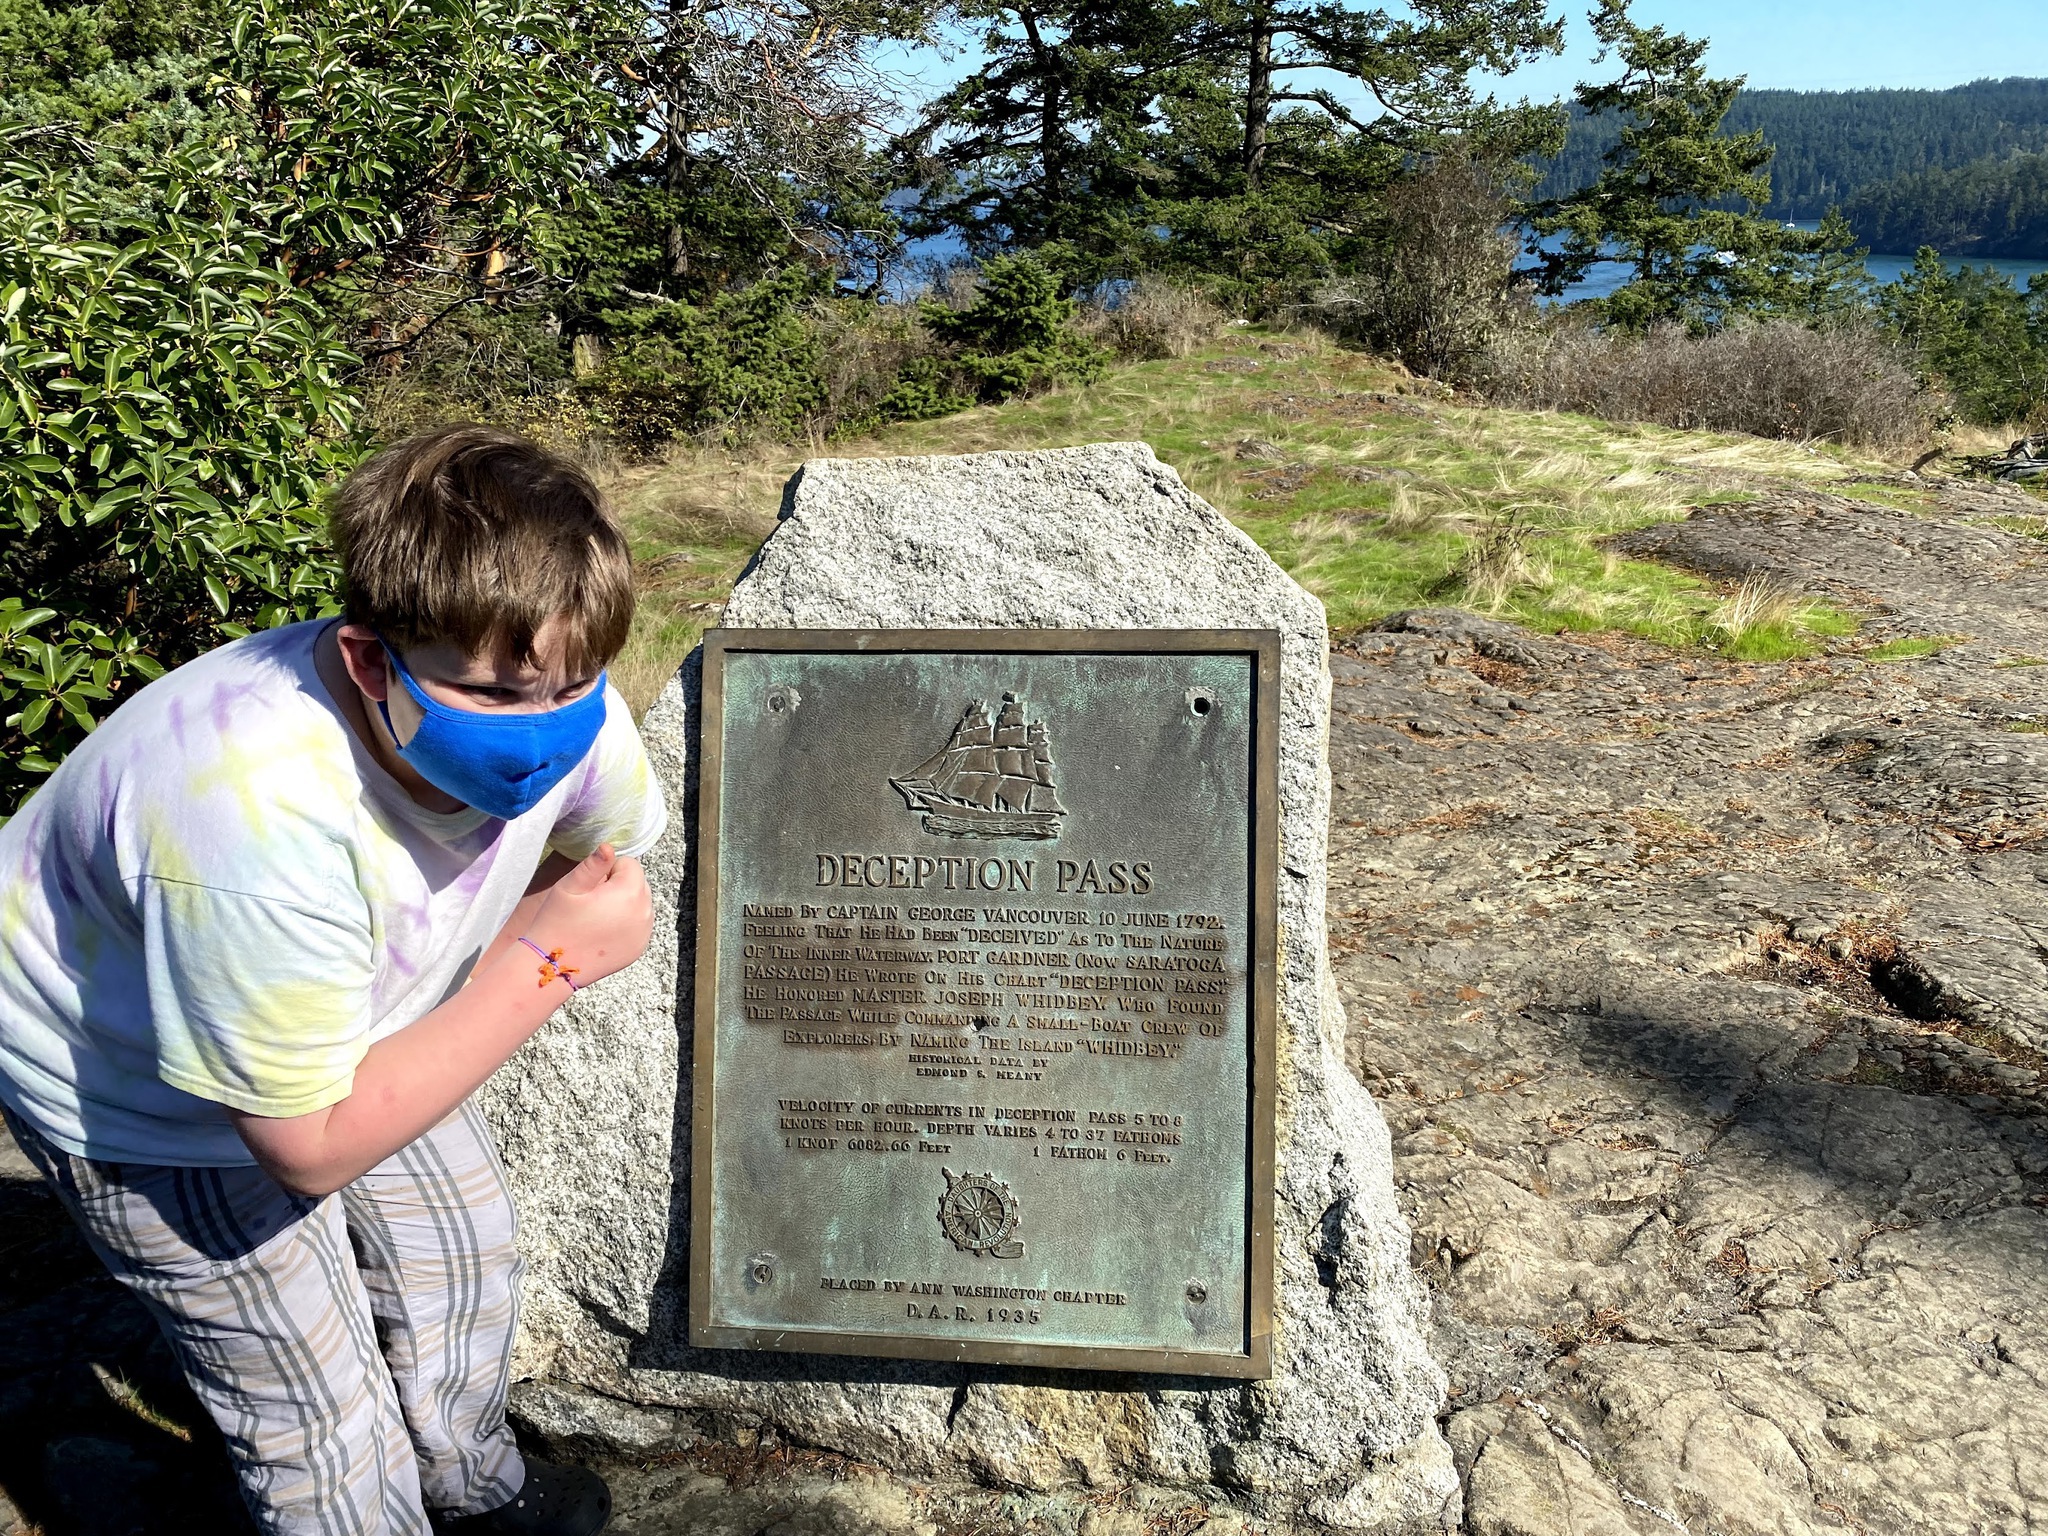 DECEPTION PASS
NAMED BY CAPTAIN GEORGE VANCOUVER 10 JUNE 1792.
FEELING THAT HE HAD BEEN "DECEIVED" AS TO THE NATURE
OF THE INNER WATERWAY, PORT GARDNER (NOW SARATOGA
PASSAGE) HE WROTE ON HIS CHART "DECEPTION PASS."
HE HONORED MASTER JOSEPH WHIDBEY, WHO FOUND
THE PASSAGE WHILE COMMANDING A SMALL-BOAT CREW OF
EXPLORERS, BY NAMING THE ISLAND "WHIDBEY."
HISTORICAL DATA BY
EDMOND S. MEANY
VELOCITY OF CURRENTS IN DECEPTION PASS 5 TO 8
KNOTS PER HOUR. DEPTH VARIES 4 TO 37 FATHOMS
1 KNOT 6082.66 FEET 1 FATHOM 6 FEET.
DAUGHTERS OF THE AMERICAN REVOLUTION
PLACED BY ANN WASHINGTON CHAPTER
D.A.R. 1935